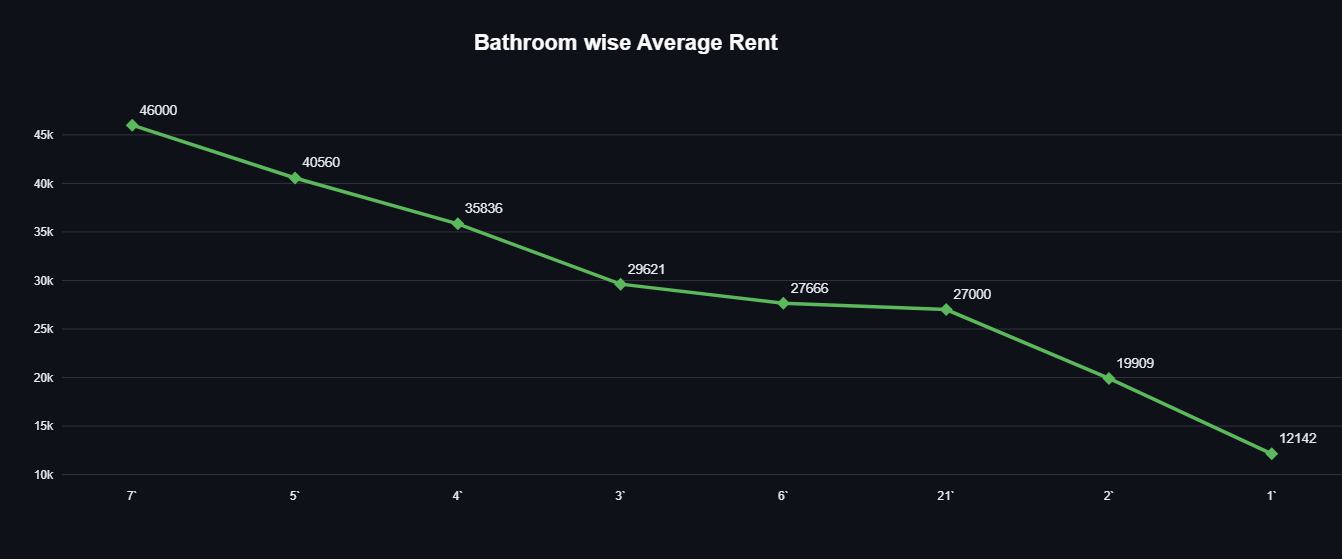 Bathroom wise Average Rent
46000
45k
40560
40k
35836
35k
29621
30k
27666
27000
25k
19909
20k
15k
12142
10k
7` 5` 4` 3` 6` 21` 2` 1`